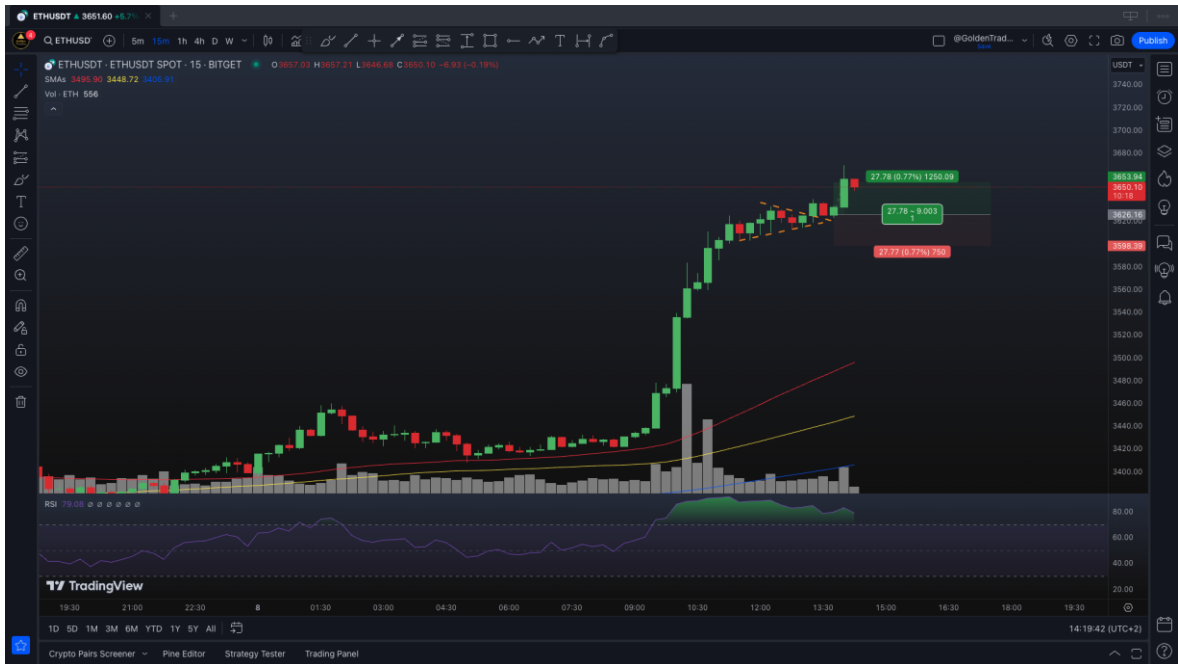 ETHUSDT ▲ 3651.60 +5.7%
4
ETHUSD 5m 15m 1h 4h D W
@GoldenTrad...
Save
Publish
ETHUSDT · ETHUSDT SPOT · 15 · BITGET O3657.03 H3657.21 L3646.68 C3650.10 −6.93 (−0.19%)
USDT
SMAs 3495.90 3448.72 3405.91
Vol · ETH 556
3740.00
3720.00
3700.00
3680.00
27.78 (0.77%) 1250.09
3653.94
3650.10
10:18
27.78 ~ 9.003
1
3626.16
3620.00
27.77 (0.77%) 750
3598.39
3580.00
3560.00
3540.00
3520.00
3500.00
3480.00
3460.00
3440.00
3420.00
3400.00
RSI 79.06 ø ø ø ø ø ø
80.00
60.00
40.00
20.00
TradingView
19:30 21:00 22:30 8 01:30 03:00 04:30 06:00 07:30 09:00 10:30 12:00 13:30 15:00 16:30 18:00 19:30
1D 5D 1M 3M 6M YTD 1Y 5Y All
14:19:42 (UTC+2)
Crypto Pairs Screener Pine Editor Strategy Tester Trading Panel